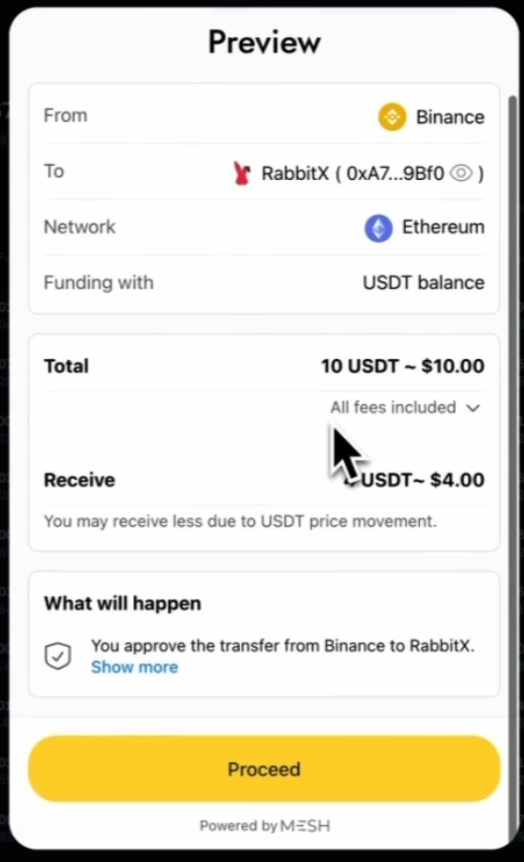 Preview
From Binance
To RabbitX ( 0xA7...9Bf0 )
Network Ethereum
Funding with USDT balance
Total 10 USDT ~ $10.00
All fees included
Receive USDT~ $4.00
You may receive less due to USDT price movement.
What will happen
You approve the transfer from Binance to RabbitX.
Show more
Proceed
Powered by MESH